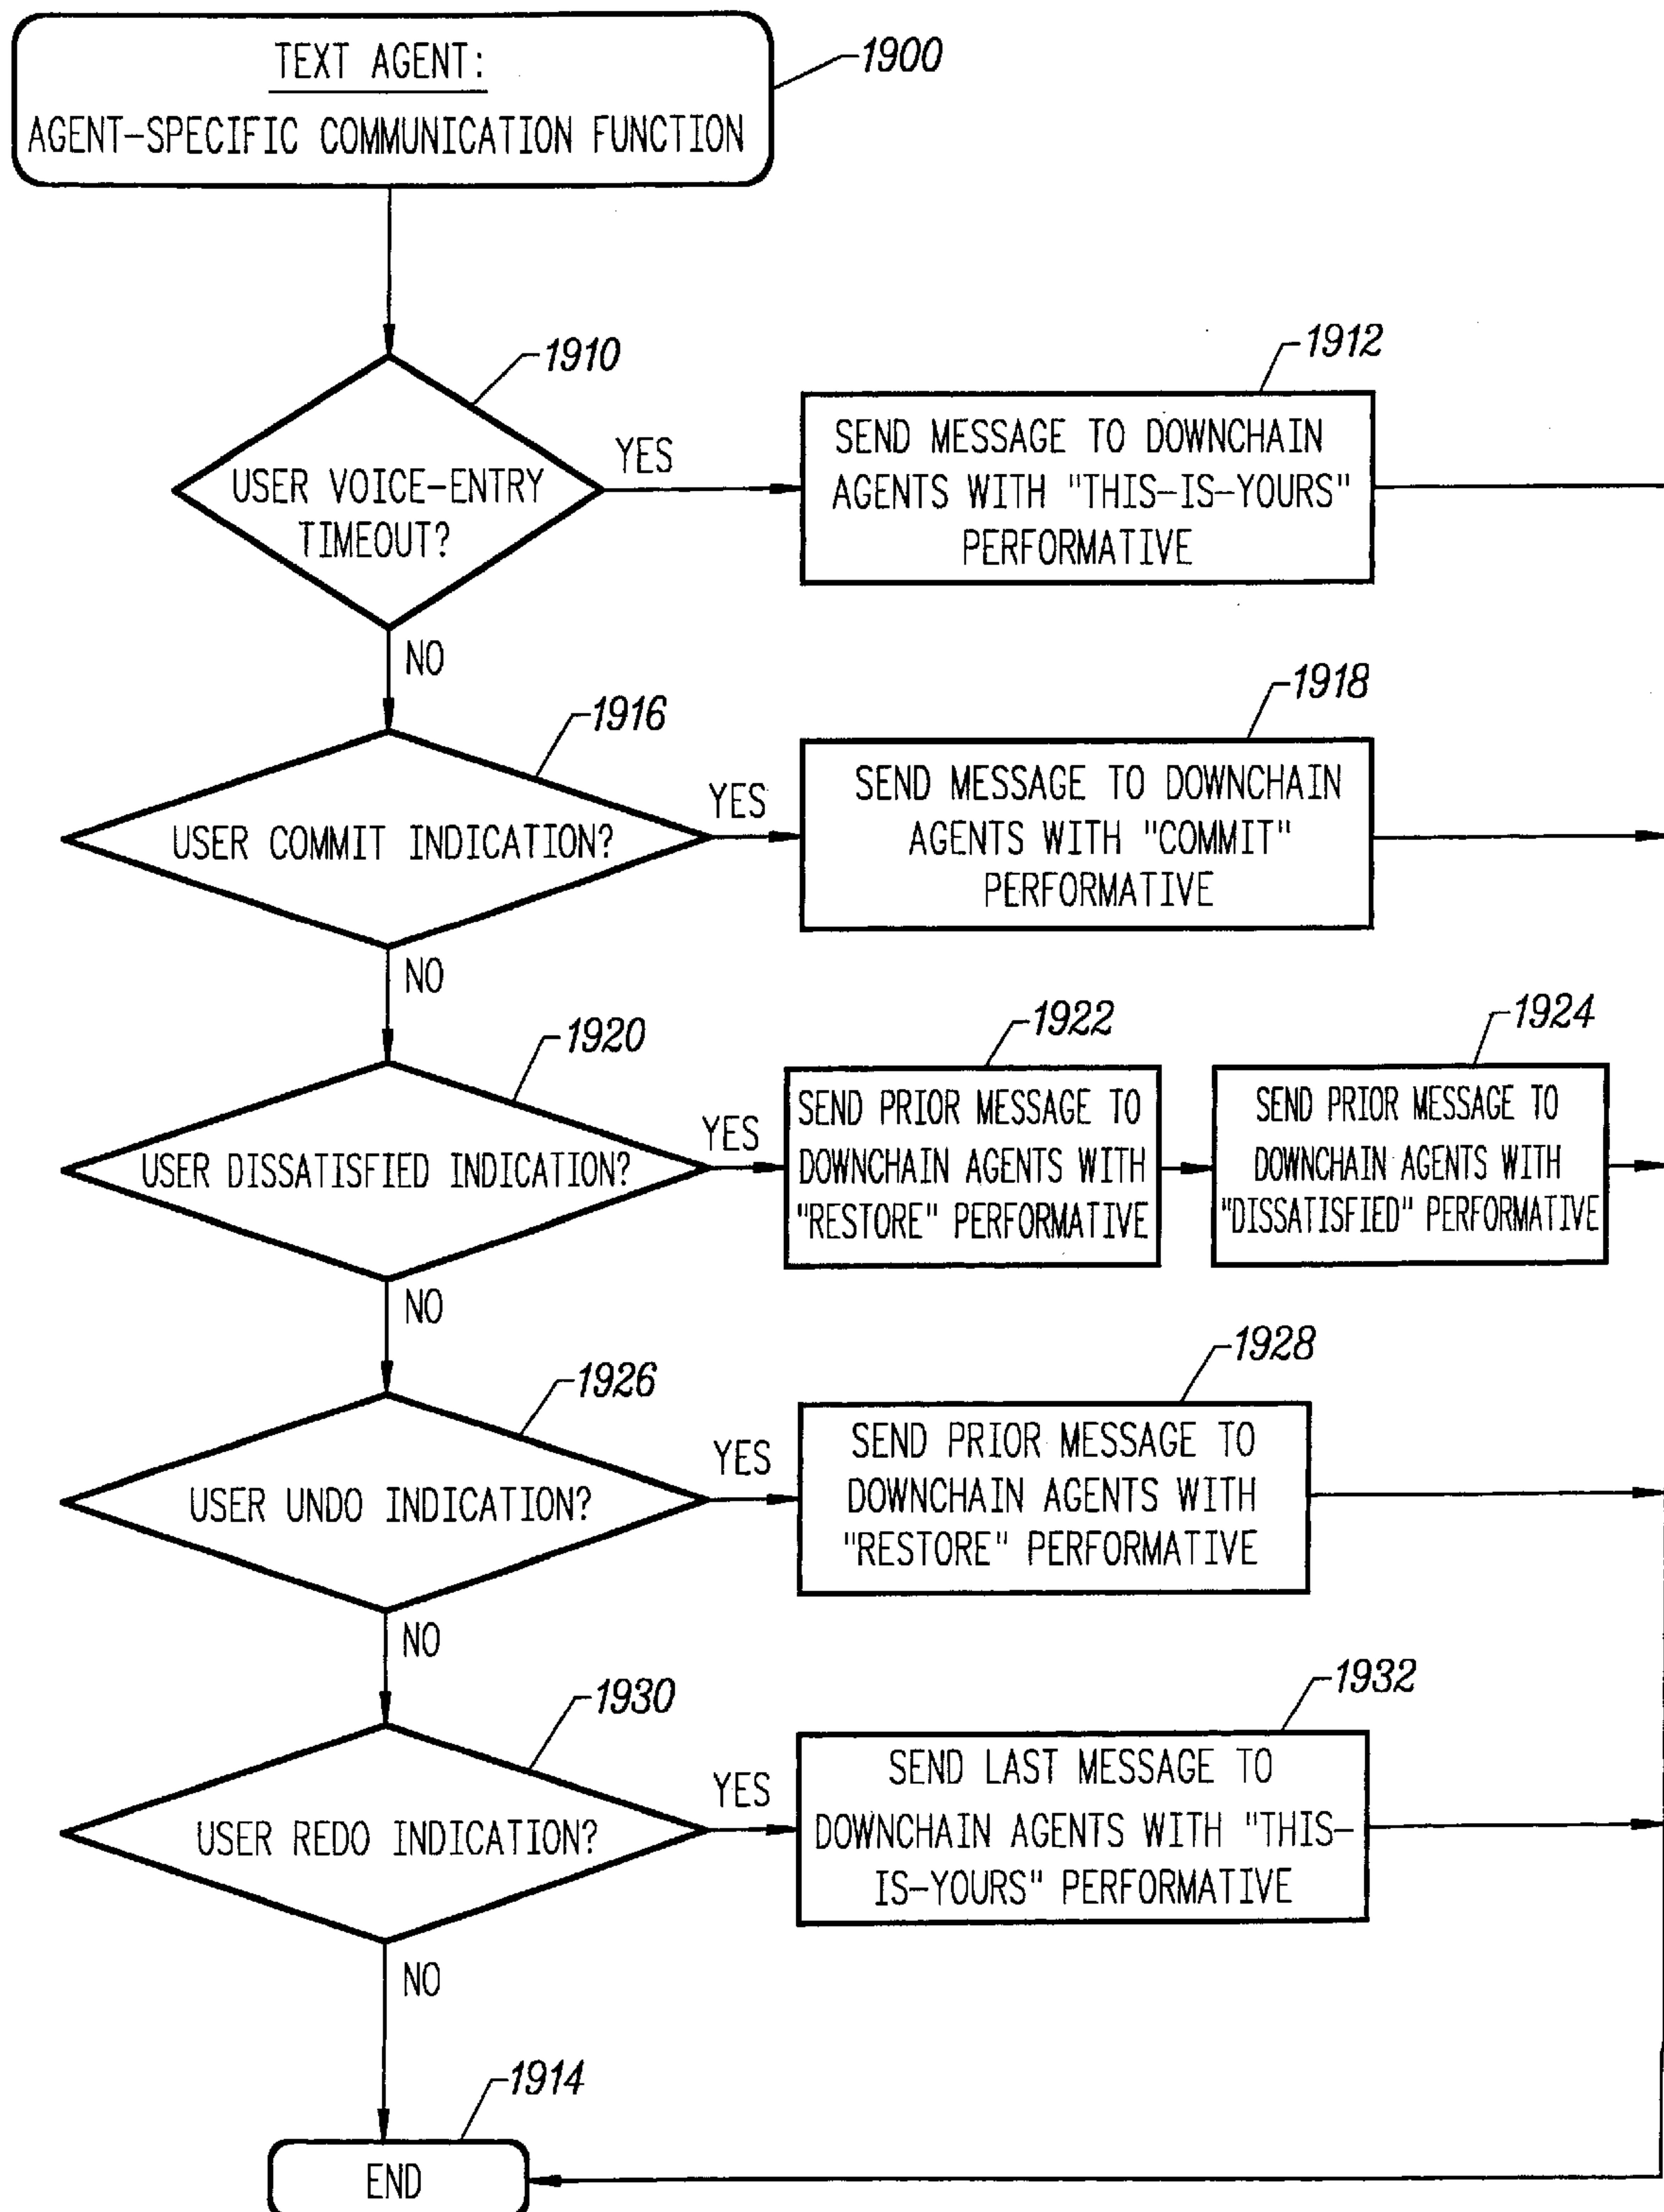 TEXT AGENT:
AGENT-SPECIFIC COMMUNICATION FUNCTION
1900
1910
USER VOICE-ENTRY
TIMEOUT?
YES
NO
1912
SEND MESSAGE TO DOWNCHAIN
AGENTS WITH "THIS-IS-YOURS"
PERFORMATIVE
1916
USER COMMIT INDICATION?
YES
NO
1918
SEND MESSAGE TO DOWNCHAIN
AGENTS WITH "COMMIT"
PERFORMATIVE
1920
USER DISSATISFIED INDICATION?
YES
NO
1922
SEND PRIOR MESSAGE TO
DOWNCHAIN AGENTS WITH
"RESTORE" PERFORMATIVE
1924
SEND PRIOR MESSAGE TO
DOWNCHAIN AGENTS WITH
"DISSATISFIED" PERFORMATIVE
1926
USER UNDO INDICATION?
YES
NO
1928
SEND PRIOR MESSAGE TO
DOWNCHAIN AGENTS WITH
"RESTORE" PERFORMATIVE
1930
USER REDO INDICATION?
YES
NO
1932
SEND LAST MESSAGE TO
DOWNCHAIN AGENTS WITH "THIS-
IS-YOURS" PERFORMATIVE
1914
END